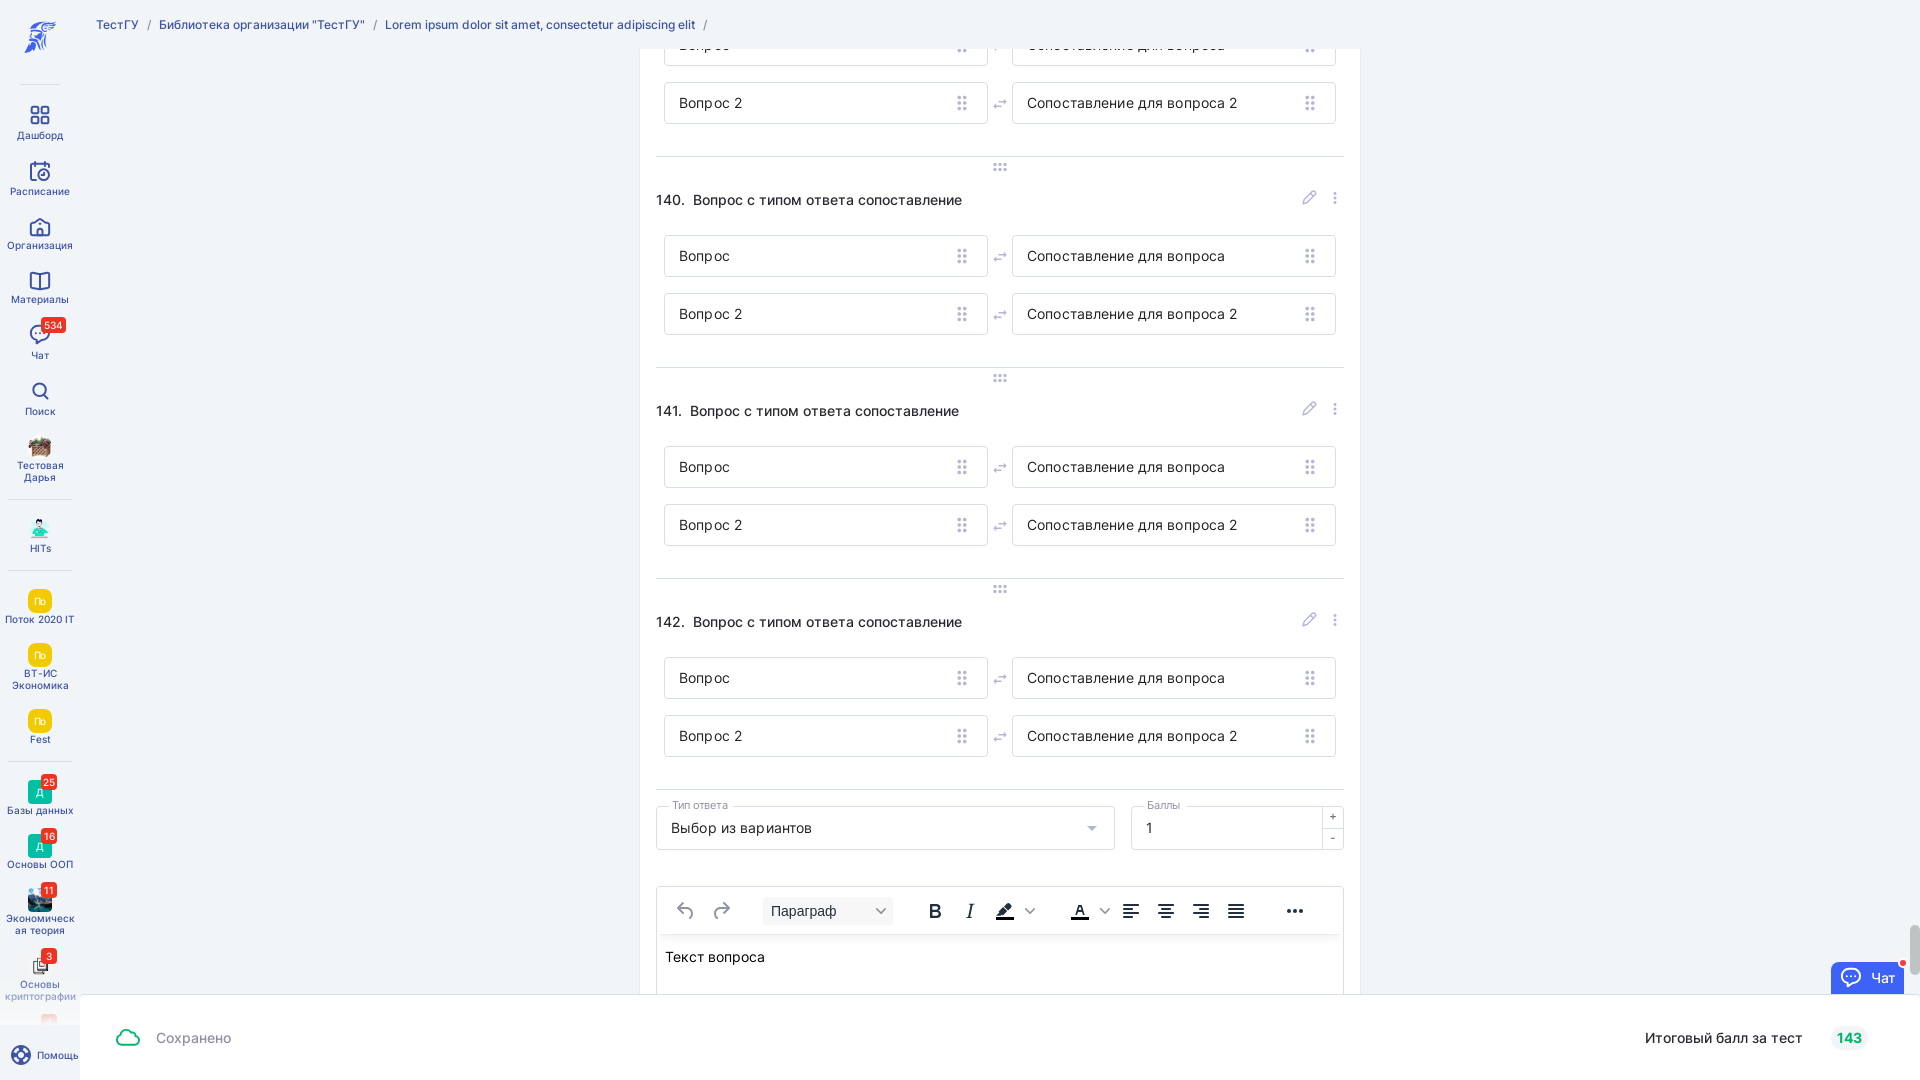 ТестГУ / Библиотека организации "ТестГУ" / Lorem ipsum dolor sit amet, consectetur adipiscing elit /
Дашборд
Расписание
Организация
Материалы
534
Чат
Поиск
Тестовая
Дарья
HITs
По
Поток 2020 IT
По
ВТ-ИС
Экономика
По
Fest
25
Д
Базы данных
16
Д
Основы ООП
11
Экономическ
ая теория
3
Основы
криптографии
Помощь
Вопрос 2
Сопоставление для вопроса 2
140. Вопрос с типом ответа сопоставление
Вопрос
Сопоставление для вопроса
Вопрос 2
Сопоставление для вопроса 2
141. Вопрос с типом ответа сопоставление
Вопрос
Сопоставление для вопроса
Вопрос 2
Сопоставление для вопроса 2
142. Вопрос с типом ответа сопоставление
Вопрос
Сопоставление для вопроса
Вопрос 2
Сопоставление для вопроса 2
Тип ответа
Выбор из вариантов
Баллы
1
+
-
Параграф
Текст вопроса
Чат
Сохранено
Итоговый балл за тест 143